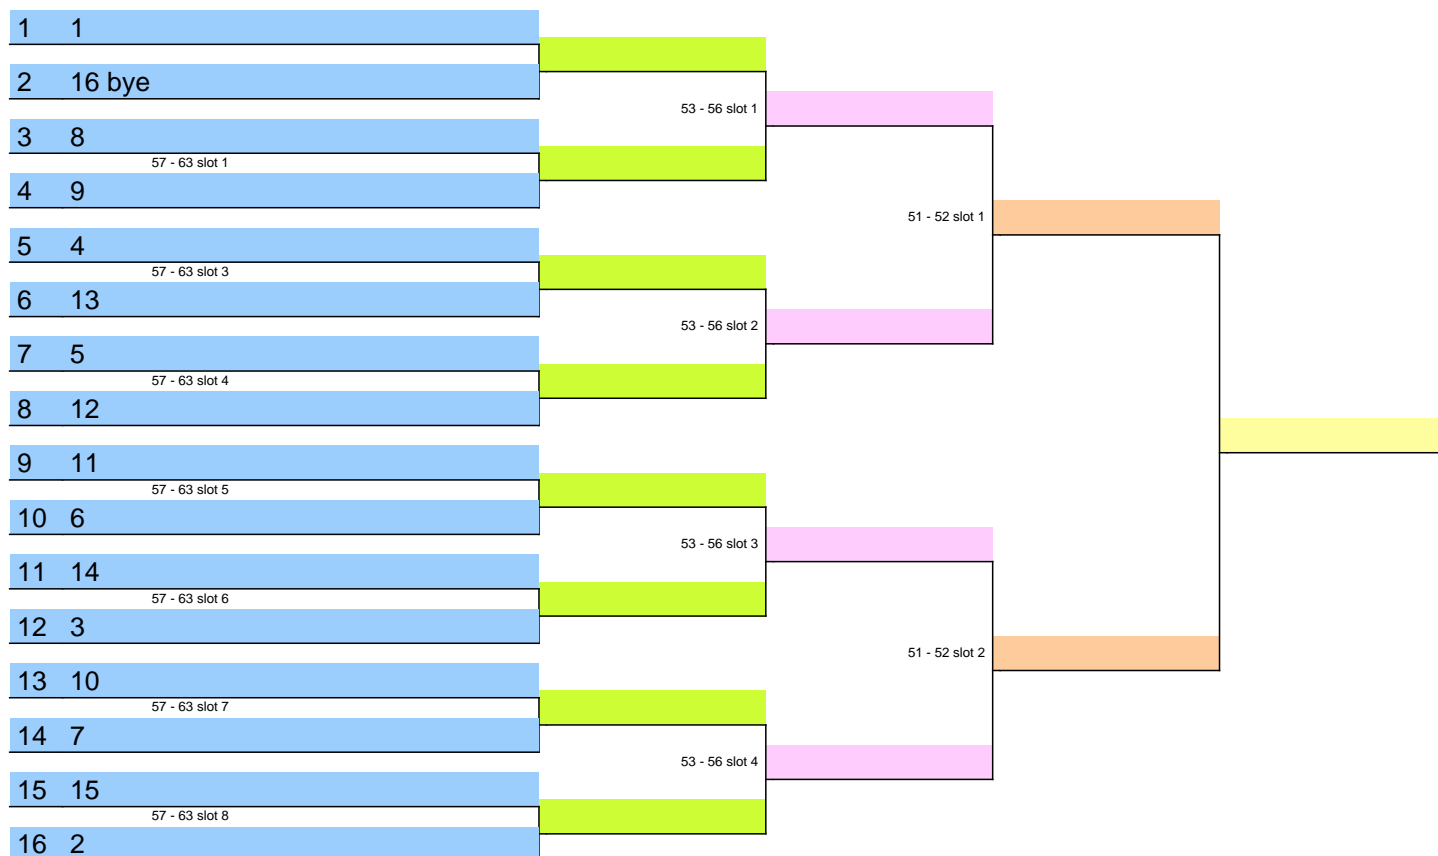 1 1
2 16 bye
53 - 56 slot 1
3 8
57 - 63 slot 1
4 9
51 - 52 slot 1
5 4
57 - 63 slot 3
6 13
53 - 56 slot 2
7 5
57 - 63 slot 4
8 12
9 11
57 - 63 slot 5
10 6
53 - 56 slot 3
11 14
57 - 63 slot 6
12 3
51 - 52 slot 2
13 10
57 - 63 slot 7
14 7
53 - 56 slot 4
15 15
57 - 63 slot 8
16 2